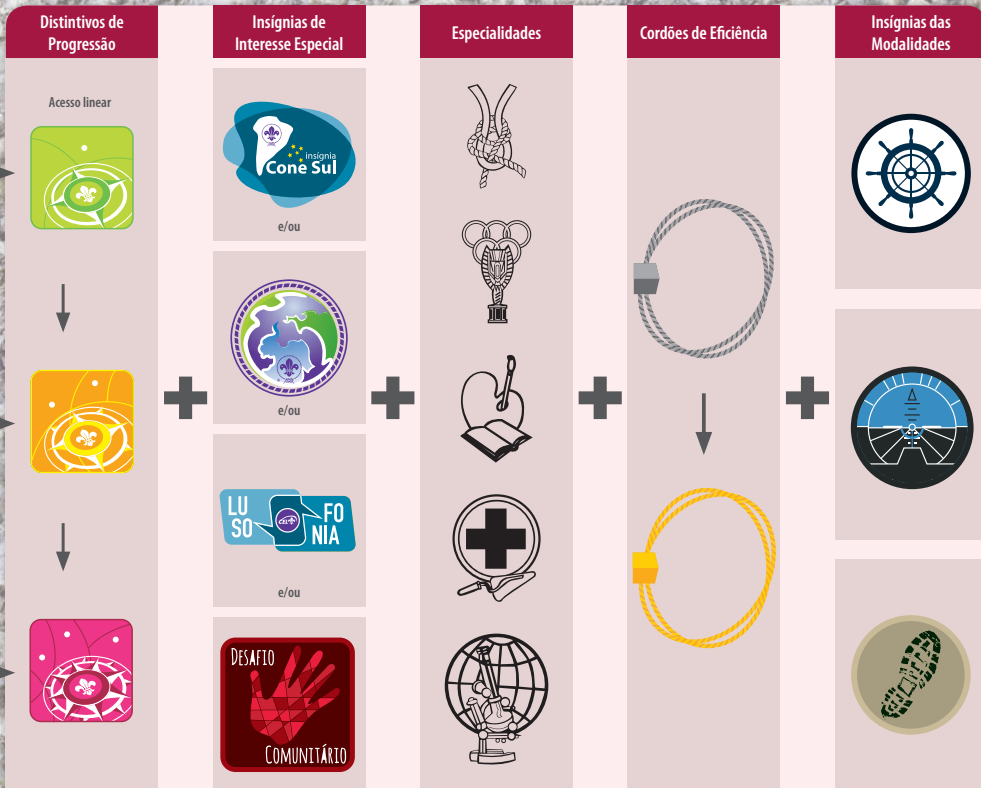 Distintivos de
Progressão
Insígnias de
Interesse Especial
Especialidades
Cordões de Eficiência
Insígnias das
Modalidades
Acesso linear
insígnia
Cone Sul
e/ou
e/ou
LU
SO
FO
NIA
e/ou
DESAFIO
COMUNITÁRIO